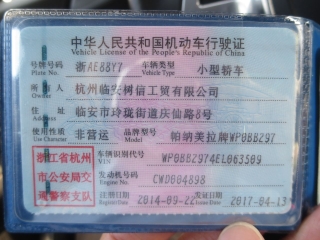 中华人民共和国机动车行驶证
Vehicle License of the People's Republic of China
号牌号码 浙AE88Y7 车辆类型 小型轿车
Plate No. Vehicle Type
所有人 杭州临安树信工贸有限公司
Owner
住址 临安市玲珑街道庆仙路8号
Address
使用性质 非营运 品牌型号 帕纳美拉牌WP0BB297
Use Character Model
浙江省杭州
市公安局交
通警察支队
车辆识别代号 WP0BB2974EL063509
VIN
发动机号码 CWD004898
Engine No.
注册日期 2014-09-22 发证日期 2017-04-13
Register Date Issue Date